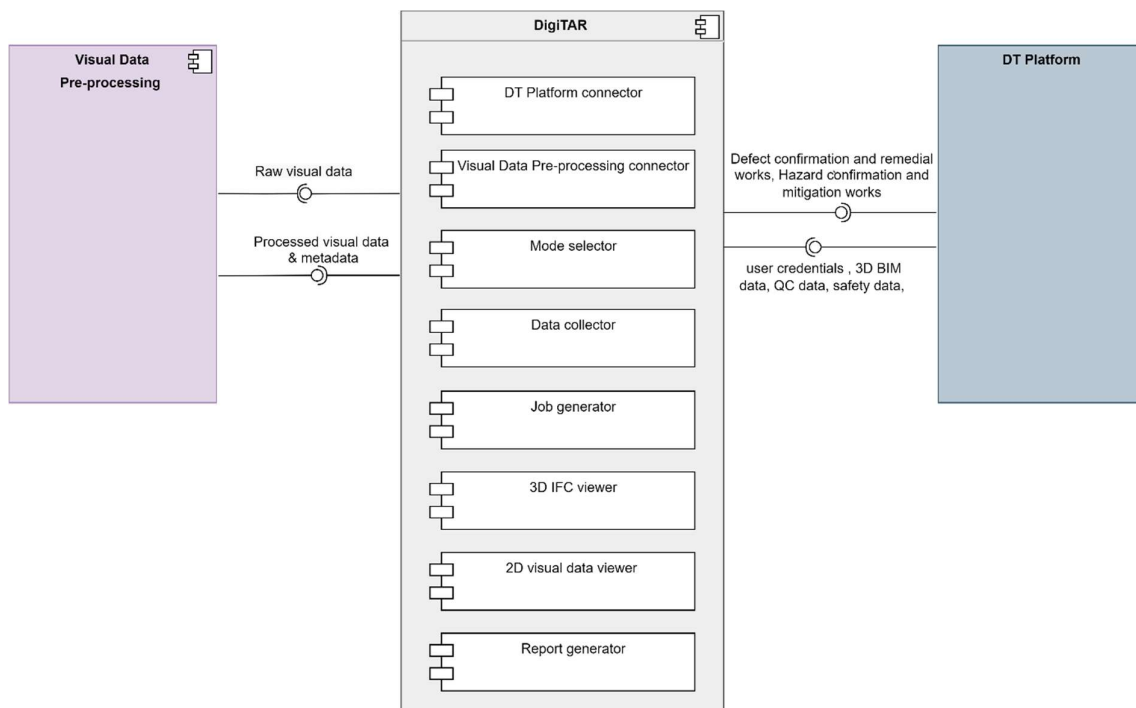 DigiTAR
Visual Data
Pre-processing
DT Platform
DT Platform connector
Visual Data Pre-processing connector
Raw visual data
Defect confirmation and remedial
works, Hazard confirmation and
mitigation works
Mode selector
Processed visual data
& metadata
user credentials , 3D BIM
data, QC data, safety data,
Data collector
Job generator
3D IFC viewer
2D visual data viewer
Report generator